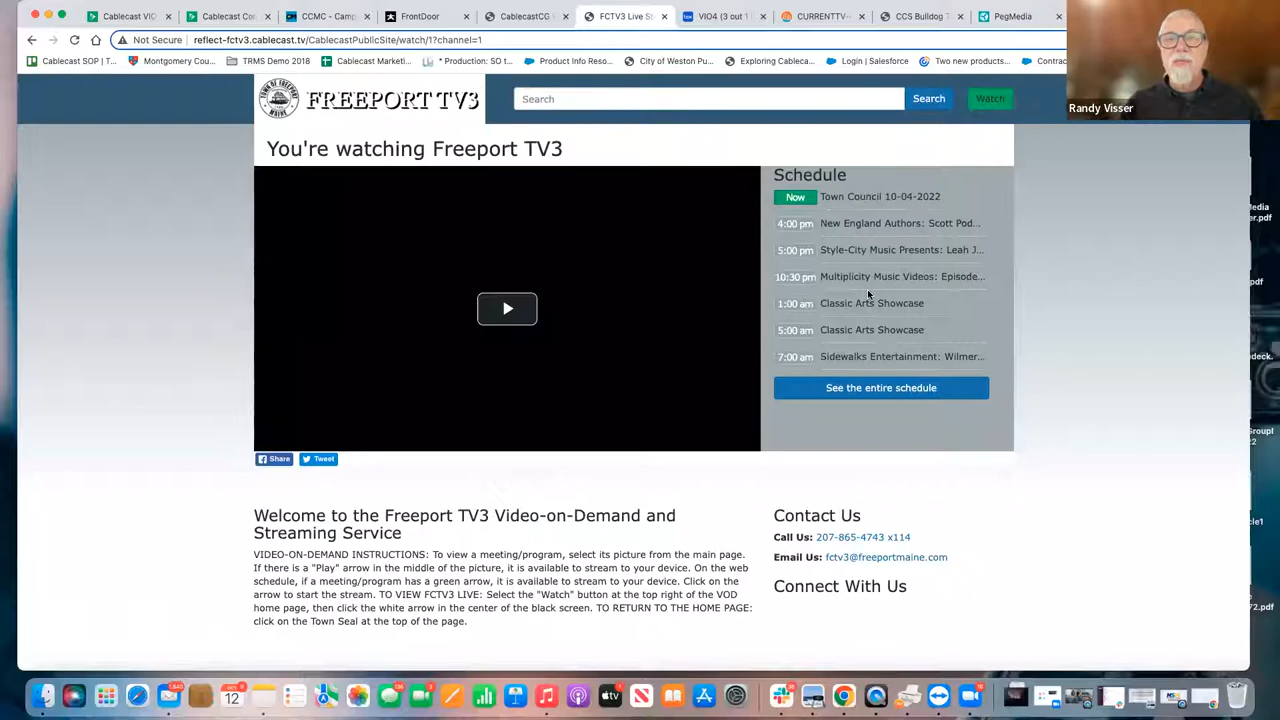 Cablecast VIO
Cablecast Con
CCMC - Camp
FrontDoor
CablecastCG F
FCTV3 Live St
VIO4 (3 out 1
CURRENTTV-
CCS Bulldog T
PegMedia
Not Secure reflect-fctv3.cablecast.tv/CablecastPublicSite/watch/1?channel=1
Cablecast SOP | T...
Montgomery Cou...
TRMS Demo 2018
Cablecast Marketi...
* Production: SO t...
Product Info Reso...
City of Weston Pu...
Exploring Cableca...
Login | Salesforce
Two new products...
Contrac
Randy Visser
FREEPORT TV3
Search
Search
Watch
You're watching Freeport TV3
Schedule
Now Town Council 10-04-2022
4:00 pm New England Authors: Scott Pod...
5:00 pm Style-City Music Presents: Leah J...
10:30 pm Multiplicity Music Videos: Episode...
1:00 am Classic Arts Showcase
5:00 am Classic Arts Showcase
7:00 am Sidewalks Entertainment: Wilmer...
See the entire schedule
Share
Tweet
Welcome to the Freeport TV3 Video-on-Demand and
Streaming Service
VIDEO-ON-DEMAND INSTRUCTIONS: To view a meeting/program, select its picture from the main page.
If there is a "Play" arrow in the middle of the picture, it is available to stream to your device. On the web
schedule, if a meeting/program has a green arrow, it is available to stream to your device. Click on the
arrow to start the stream. TO VIEW FCTV3 LIVE: Select the "Watch" button at the top right of the VOD
home page, then click the white arrow in the center of the black screen. TO RETURN TO THE HOME PAGE:
click on the Town Seal at the top of the page.
Contact Us
Call Us: 207-865-4743 x114
Email Us: fctv3@freeportmaine.com
Connect With Us
12